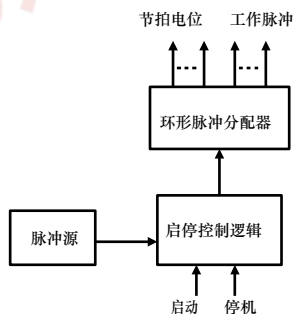 节拍电位 工作脉冲
环形脉冲分配器
脉冲源
启停控制逻辑
启动 停机